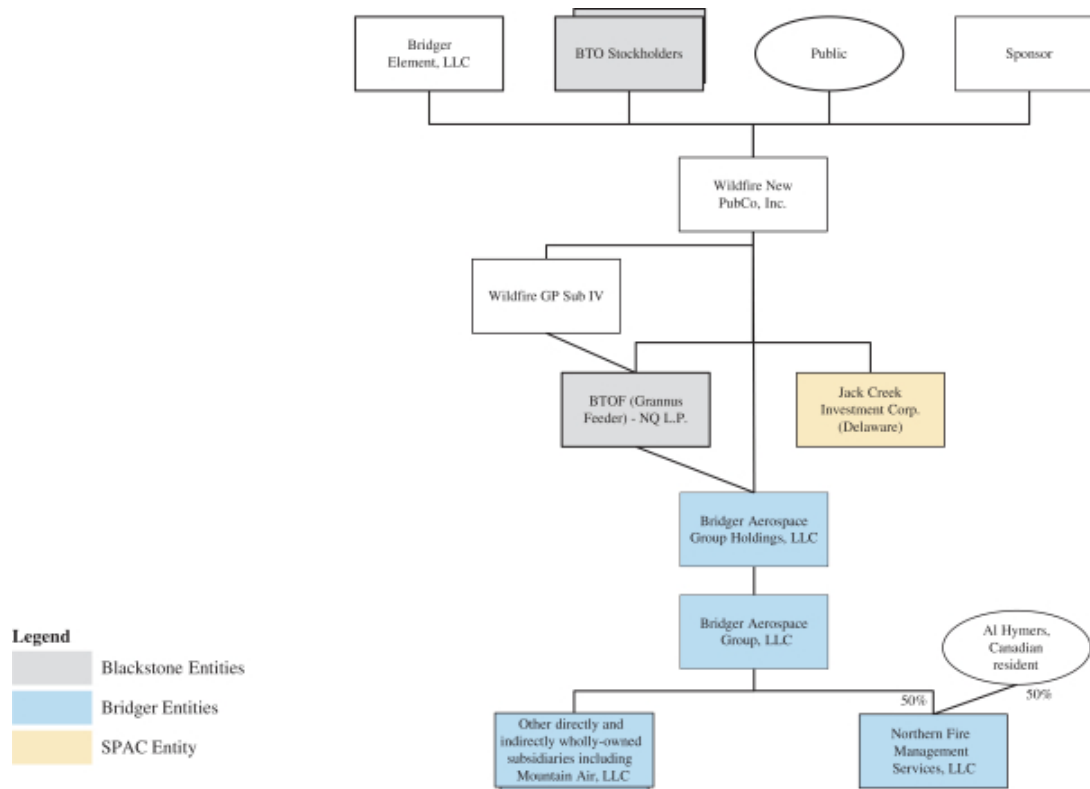 Bridger
Element, LLC
BTO Stockholders
Public
Sponsor
Wildfire New
PubCo, Inc.
Wildfire GP Sub IV
BTOF (Grannus
Feeder) - NQ L.P.
Jack Creek
Investment Corp.
(Delaware)
Bridger Aerospace
Group Holdings, LLC
Bridger Aerospace
Group, LLC
Al Hymers,
Canadian
resident
50%
50%
Other directly and
indirectly wholly-owned
subsidiaries including
Mountain Air, LLC
Northern Fire
Management
Services, LLC
Legend
Blackstone Entities
Bridger Entities
SPAC Entity